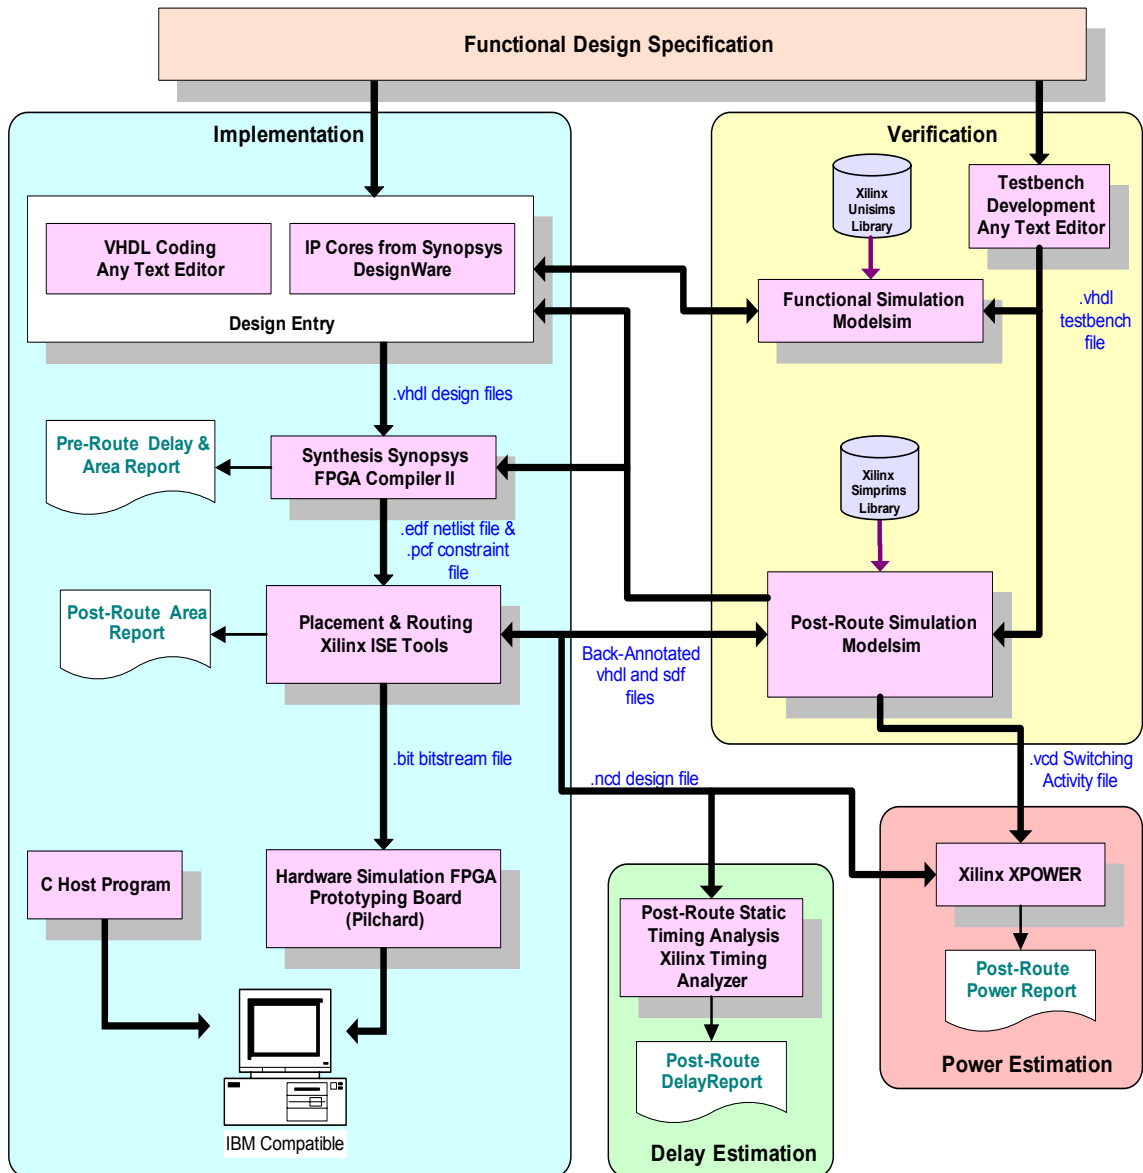 Functional Design Specification
Implementation
VHDL Coding
Any Text Editor
IP Cores from Synopsys
DesignWare
Design Entry
.vhdl design files
Pre-Route Delay &
Area Report
Synthesis Synopsys
FPGA Compiler II
.edf netlist file &
.pcf constraint
file
Post-Route Area
Report
Placement & Routing
Xilinx ISE Tools
.bit bitstream file
C Host Program
Hardware Simulation FPGA
Prototyping Board
(Pilchard)
IBM Compatible
Verification
Xilinx
Unisims
Library
Testbench
Development
Any Text Editor
Functional Simulation
Modelsim
.vhdl
testbench
file
Xilinx
Simprims
Library
Post-Route Simulation
Modelsim
Back-Annotated
vhdl and sdf
files
.ncd design file
.vcd Switching
Activity file
Post-Route Static
Timing Analysis
Xilinx Timing
Analyzer
Post-Route
DelayReport
Delay Estimation
Xilinx XPOWER
Post-Route
Power Report
Power Estimation